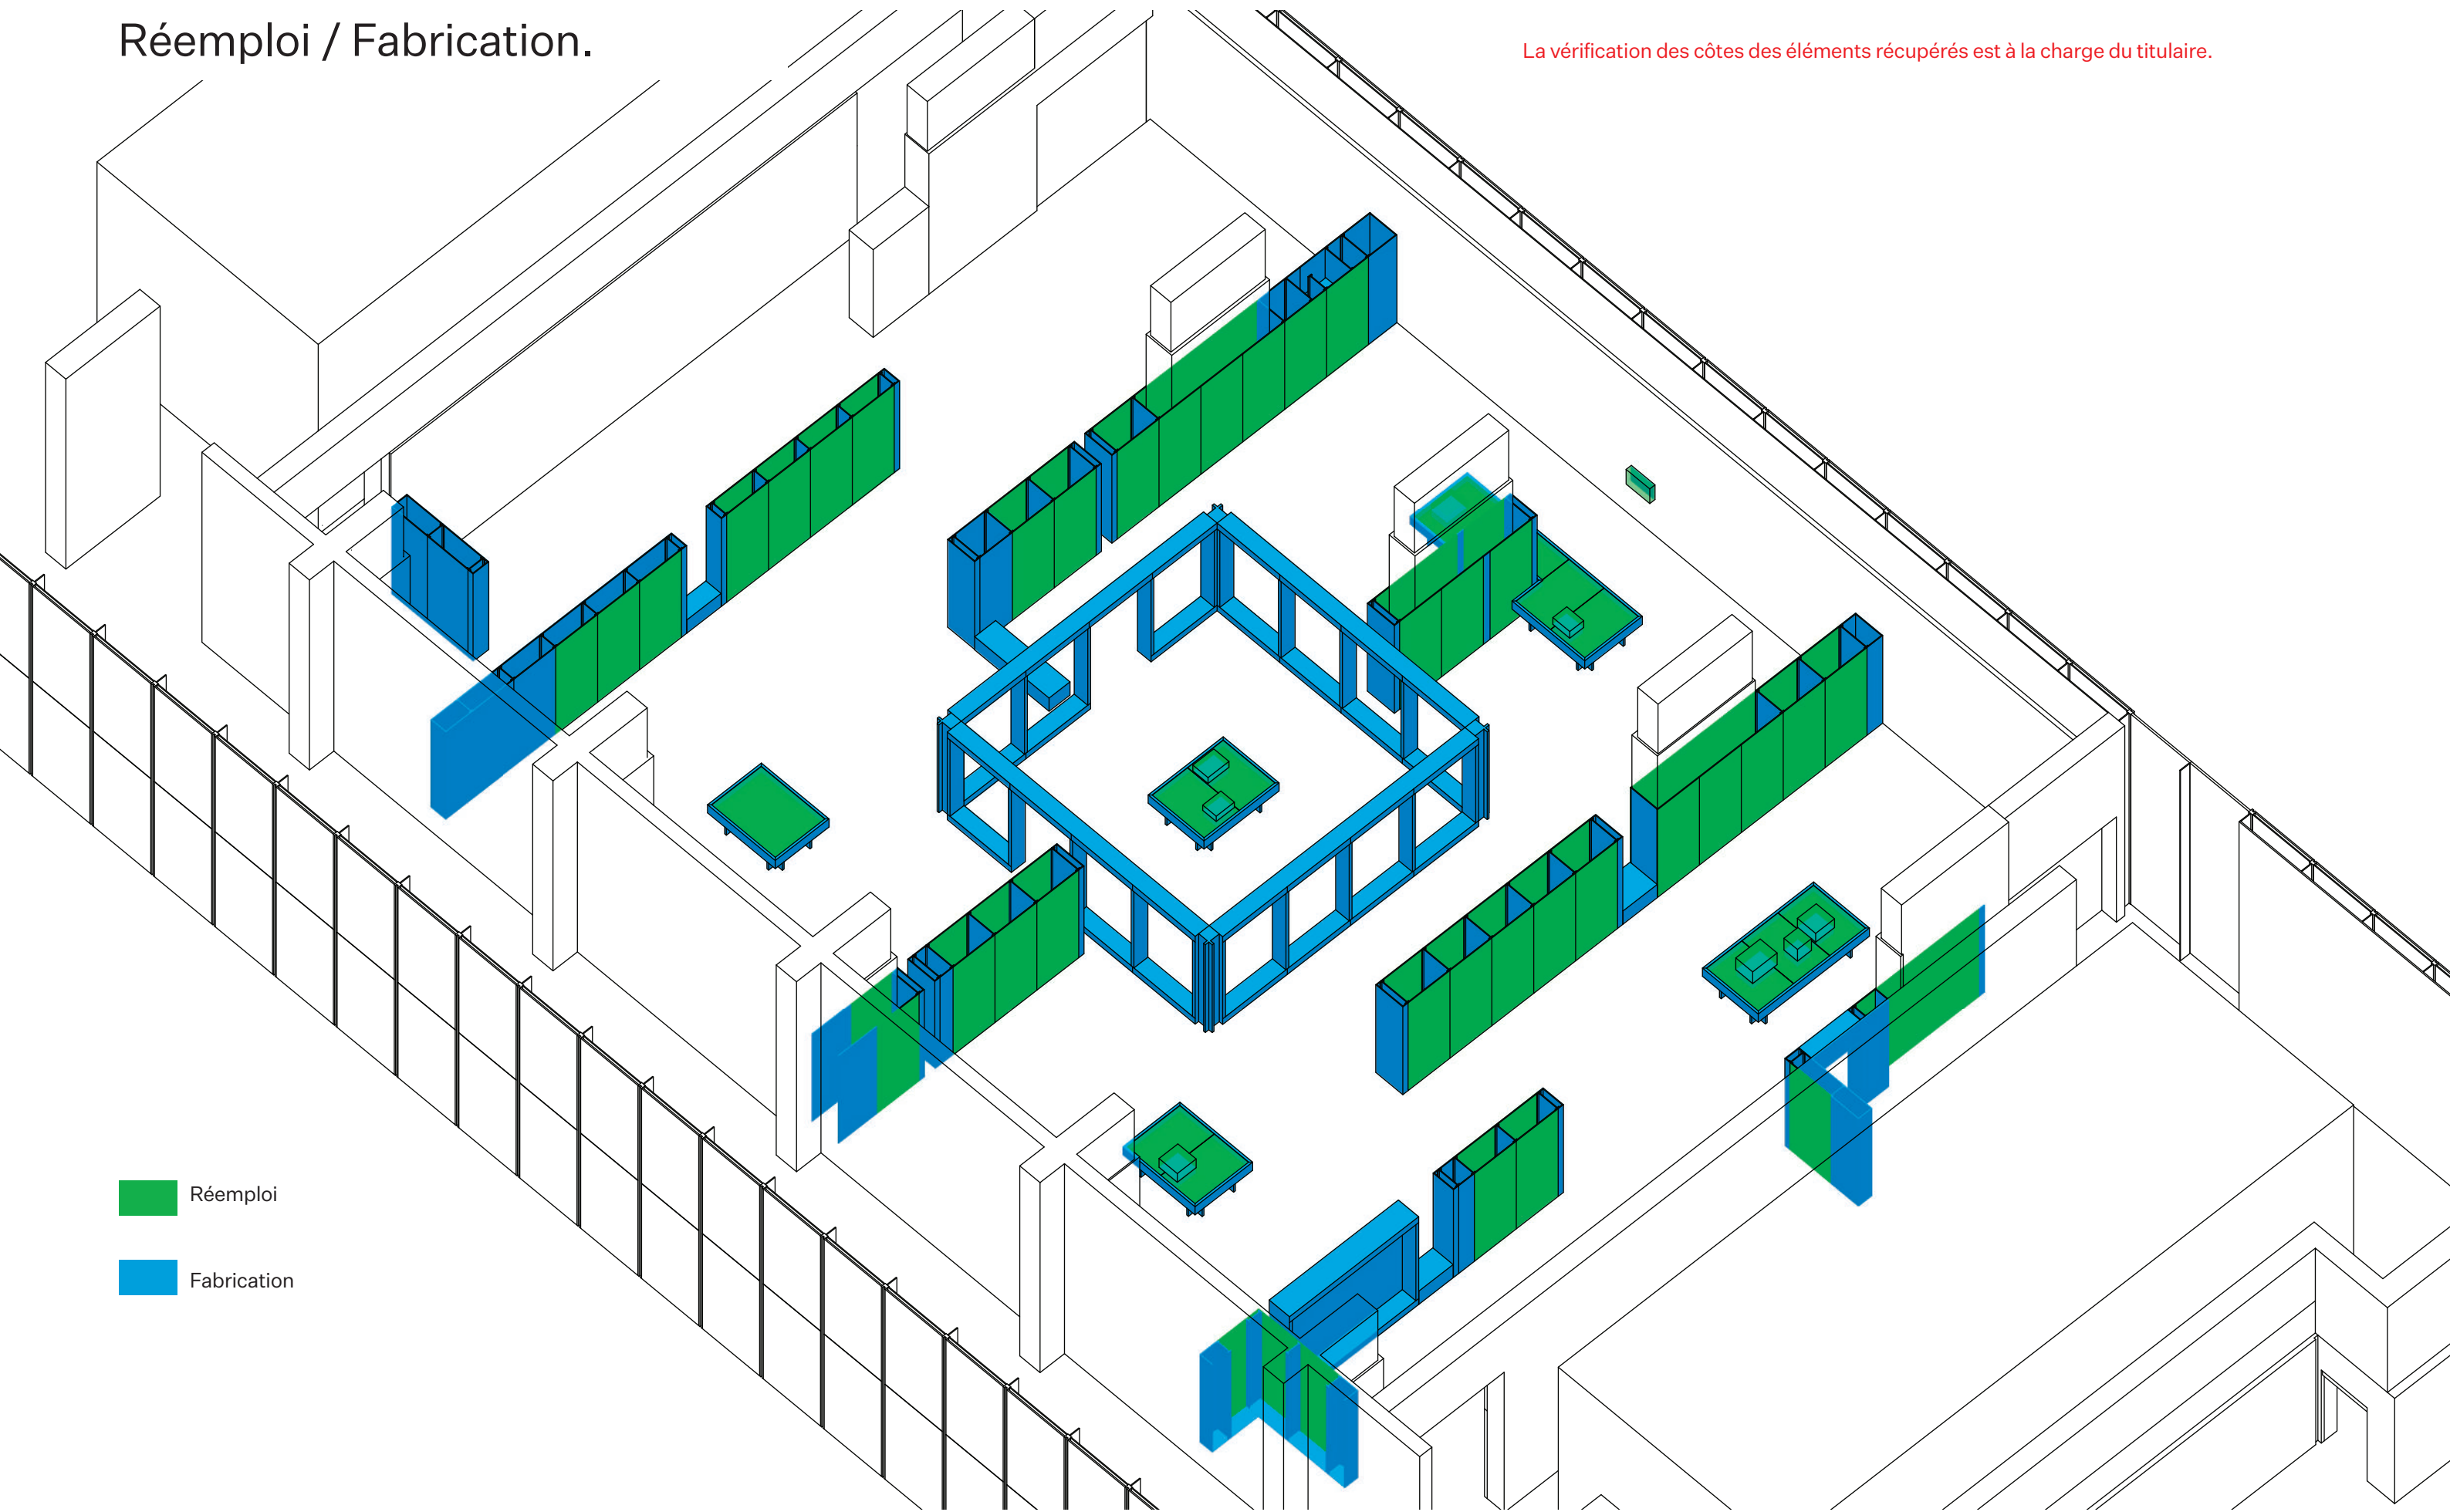 Réemploi / Fabrication.
La vérification des côtes des éléments récupérés est à la charge du titulaire.
Réemploi
Fabrication